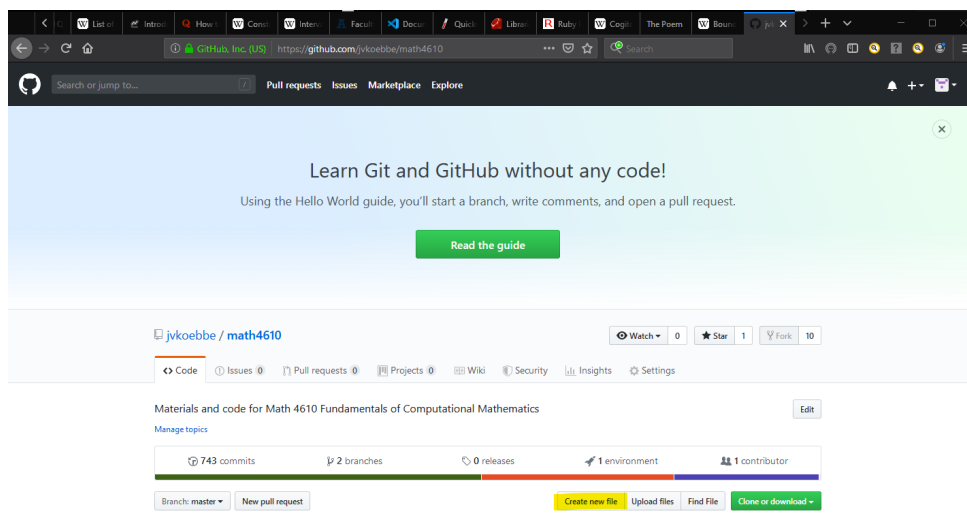 List of
Introd
How
Const
Interv
Facult
Docu
Quick
Librar
Ruby
Cogit
The Poem
Boun
GitHub, Inc. (US) https://github.com/jvkoebbe/math4610
Search
Search or jump to... /
Pull requests Issues Marketplace Explore
Learn Git and GitHub without any code!
Using the Hello World guide, you’ll start a branch, write comments, and open a pull request.
Read the guide
jvkoebbe / math4610
Watch 0 Star 1 Fork 10
Code Issues 0 Pull requests 0 Projects 0 Wiki Security Insights Settings
Materials and code for Math 4610 Fundamentals of Computational Mathematics
Edit
Manage topics
743 commits 2 branches 0 releases 1 environment 1 contributor
Branch: master New pull request Create new file Upload files Find File Clone or download